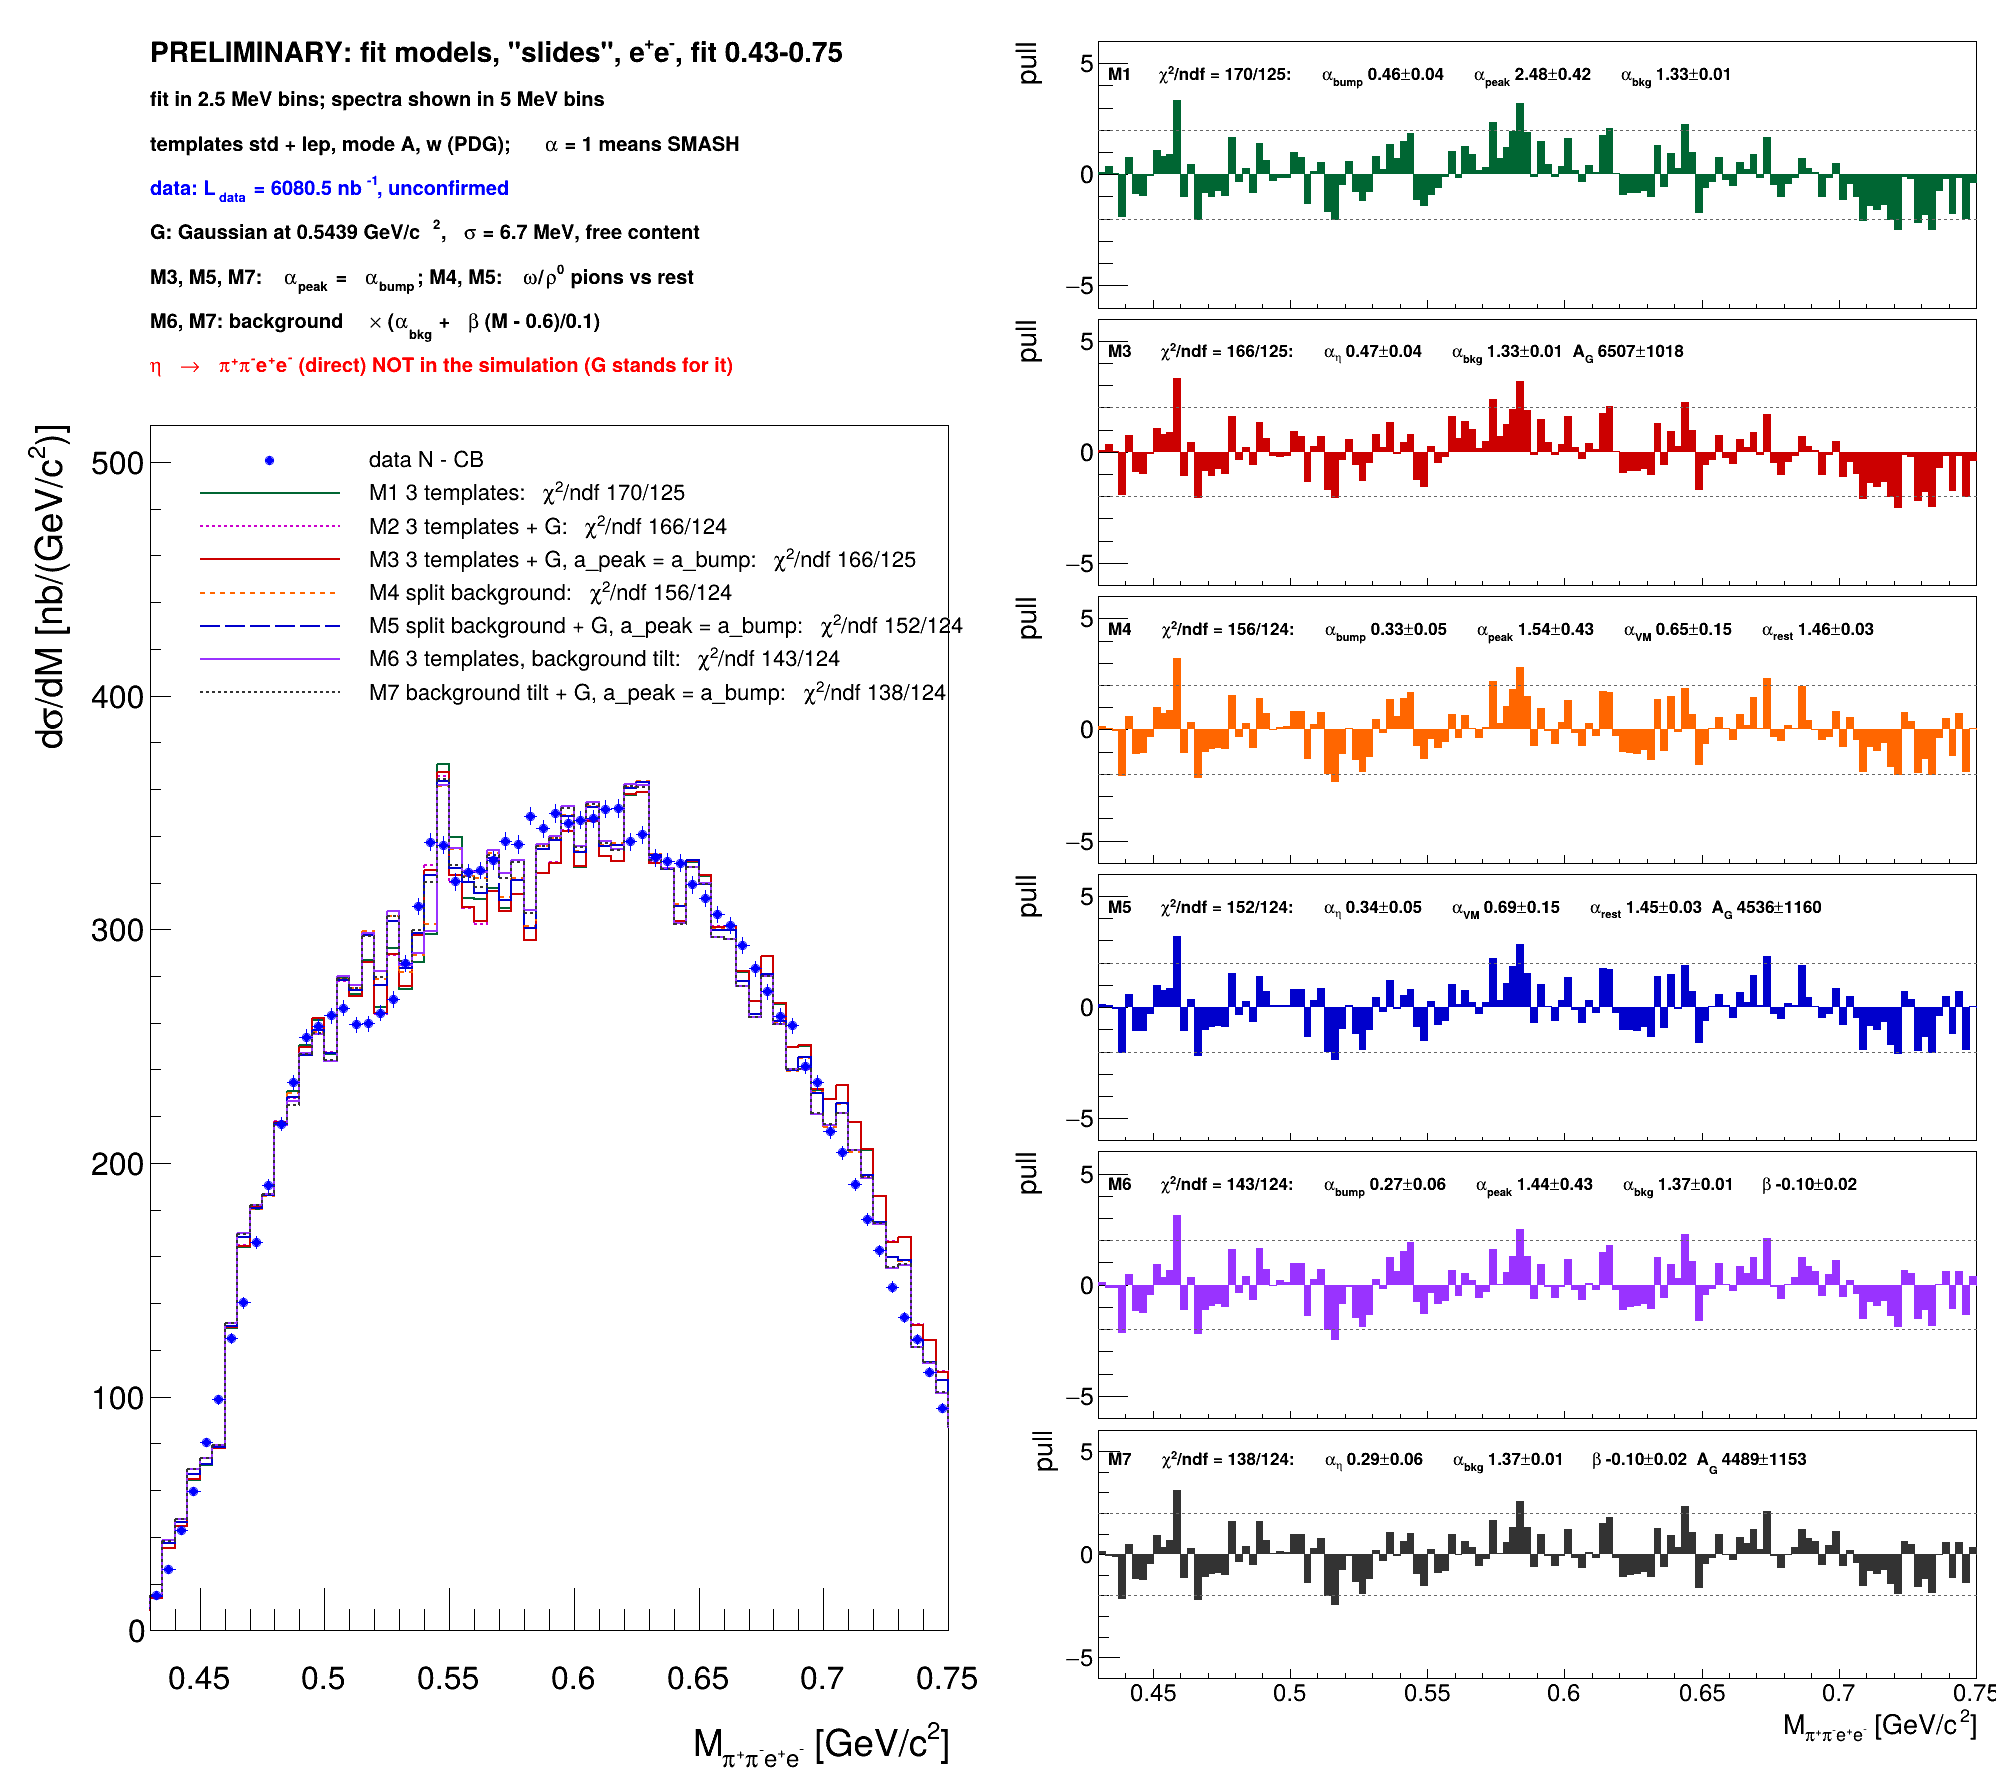 PRELIMINARY: fit models, "slides", e⁺e⁻, fit 0.43-0.75
fit in 2.5 MeV bins; spectra shown in 5 MeV bins
templates std + lep, mode A, w (PDG); α = 1 means SMASH
data: L_data = 6080.5 nb⁻¹, unconfirmed
G: Gaussian at 0.5439 GeV/c², σ = 6.7 MeV, free content
M3, M5, M7: α_peak = α_bump; M4, M5: ω/ρ⁰ pions vs rest
M6, M7: background × (α_bkg + β (M - 0.6)/0.1)
η → π⁺π⁻e⁺e⁻ (direct) NOT in the simulation (G stands for it)
dσ/dM [nb/(GeV/c²)]
500
400
300
200
100
0
data N - CB
M1 3 templates: χ²/ndf 170/125
M2 3 templates + G: χ²/ndf 166/124
M3 3 templates + G, a_peak = a_bump: χ²/ndf 166/125
M4 split background: χ²/ndf 156/124
M5 split background + G, a_peak = a_bump: χ²/ndf 152/124
M6 3 templates, background tilt: χ²/ndf 143/124
M7 background tilt + G, a_peak = a_bump: χ²/ndf 138/124
0.45 0.5 0.55 0.6 0.65 0.7 0.75
M_π⁺π⁻e⁺e⁻ [GeV/c²]
pull
5
0
−5
M1 χ²/ndf = 170/125: α_bump 0.46±0.04 α_peak 2.48±0.42 α_bkg 1.33±0.01
pull
5
0
−5
M3 χ²/ndf = 166/125: α_η 0.47±0.04 α_bkg 1.33±0.01 A_G 6507±1018
pull
5
0
−5
M4 χ²/ndf = 156/124: α_bump 0.33±0.05 α_peak 1.54±0.43 α_VM 0.65±0.15 α_rest 1.46±0.03
pull
5
0
−5
M5 χ²/ndf = 152/124: α_η 0.34±0.05 α_VM 0.69±0.15 α_rest 1.45±0.03 A_G 4536±1160
pull
5
0
−5
M6 χ²/ndf = 143/124: α_bump 0.27±0.06 α_peak 1.44±0.43 α_bkg 1.37±0.01 β -0.10±0.02
pull
5
0
−5
M7 χ²/ndf = 138/124: α_η 0.29±0.06 α_bkg 1.37±0.01 β -0.10±0.02 A_G 4489±1153
0.45 0.5 0.55 0.6 0.65 0.7 0.75
M_π⁺π⁻e⁺e⁻ [GeV/c²]